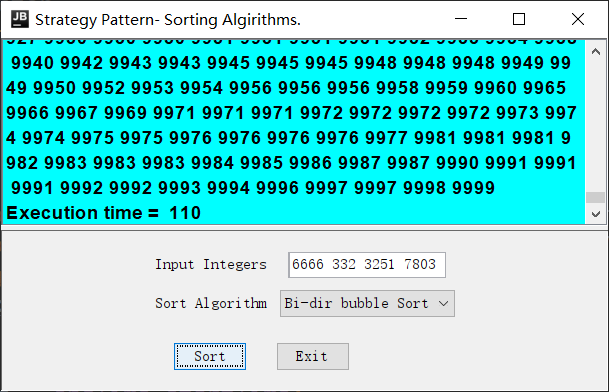 JB Strategy Pattern- Sorting Algirithms.
9940 9942 9943 9943 9945 9945 9945 9948 9948 9948 9949 99
49 9950 9952 9953 9954 9956 9956 9956 9958 9959 9960 9965
9966 9967 9969 9971 9971 9971 9972 9972 9972 9973 997
4 9974 9975 9975 9976 9976 9976 9976 9977 9981 9981 9981 9
982 9983 9983 9983 9984 9985 9986 9987 9987 9990 9991 9991
9991 9992 9992 9993 9994 9996 9997 9997 9998 9999
Execution time = 110
Input Integers 6666 332 3251 7803
Sort Algorithm Bi-dir bubble Sort
Sort Exit